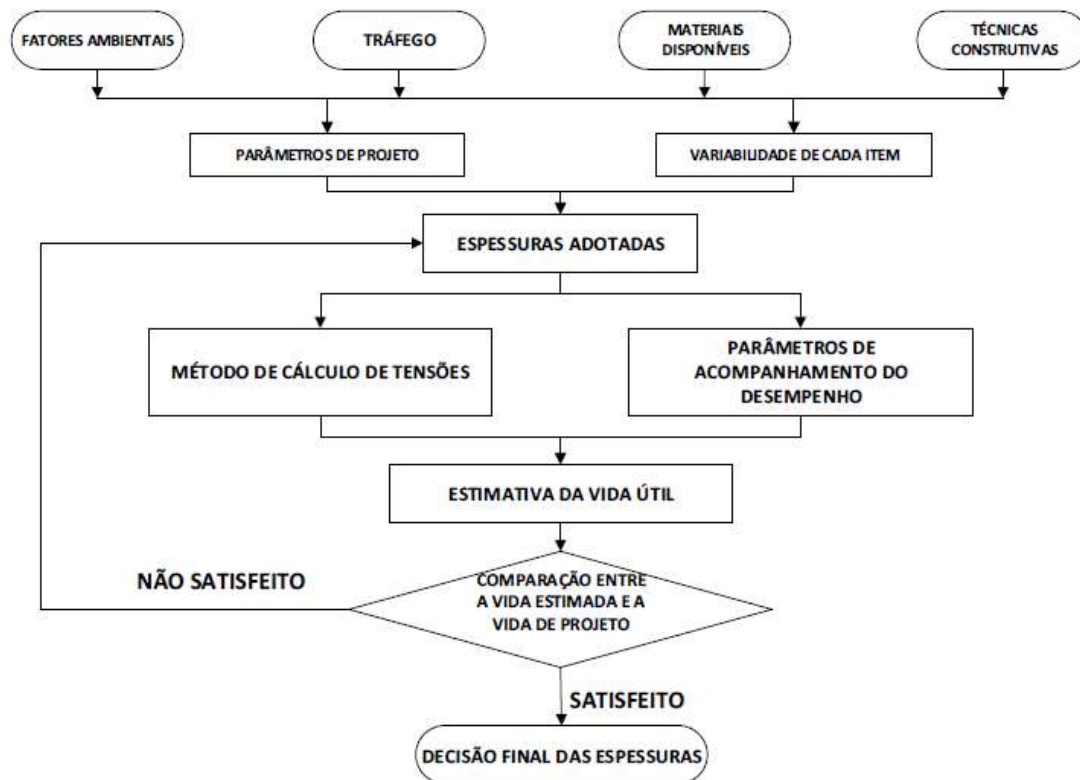 FATORES AMBIENTAIS
TRÁFEGO
MATERIAIS
DISPONÍVEIS
TÉCNICAS
CONSTRUTIVAS
PARÂMETROS DE PROJETO
VARIABILIDADE DE CADA ITEM
ESPESSURAS ADOTADAS
MÉTODO DE CÁLCULO DE TENSÕES
PARÂMETROS DE
ACOMPANHAMENTO DO
DESEMPENHO
ESTIMATIVA DA VIDA ÚTIL
NÃO SATISFEITO
COMPARAÇÃO ENTRE
A VIDA ESTIMADA E A
VIDA DE PROJETO
SATISFEITO
DECISÃO FINAL DAS ESPESSURAS